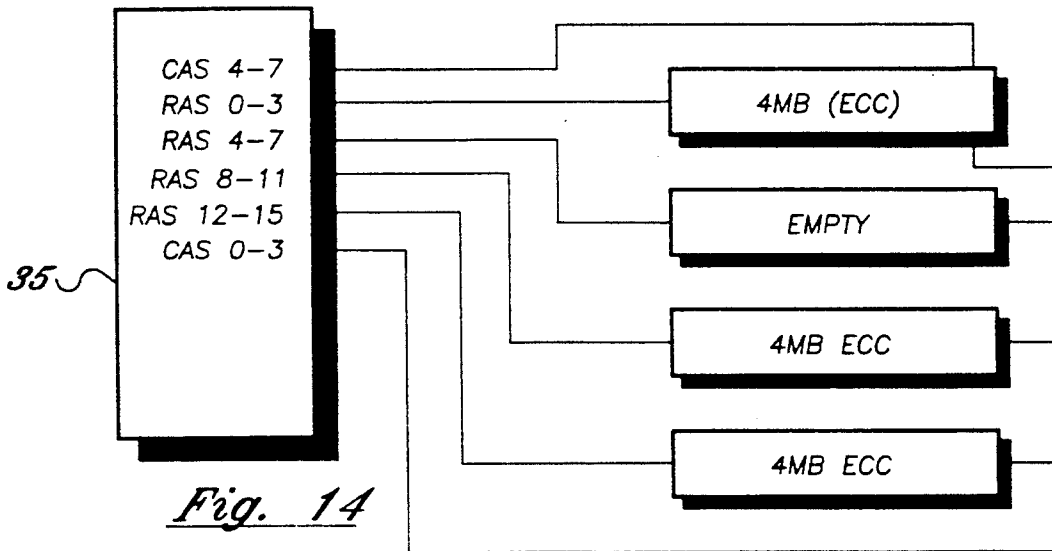 CAS 4-7
RAS 0-3
RAS 4-7
RAS 8-11
RAS 12-15
CAS 0-3
35
4MB (ECC)
EMPTY
4MB ECC
4MB ECC
Fig. 14